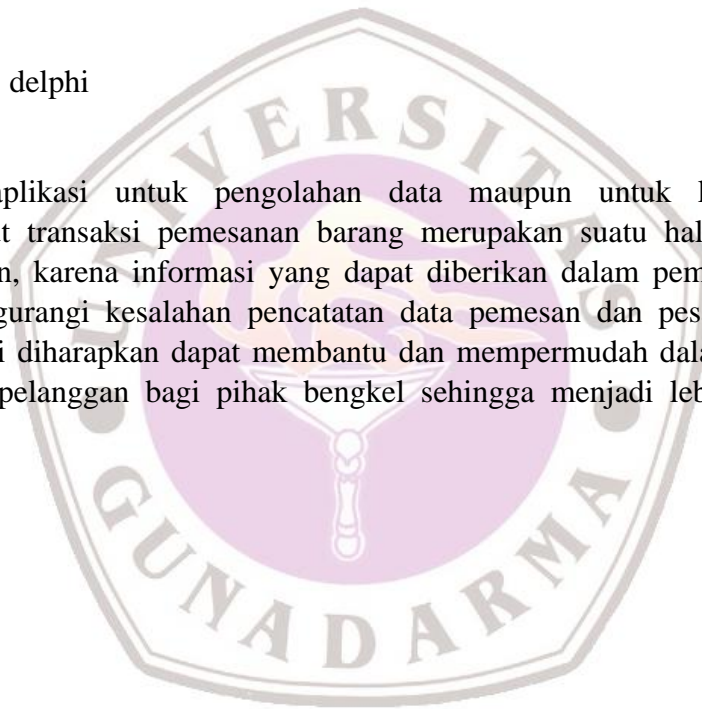 delphi
aplikasi untuk pengolahan data maupun untuk
t transaksi pemesanan barang merupakan suatu hal
n, karena informasi yang dapat diberikan dalam pem
gurangi kesalahan pencatatan data pemesan dan pes
i diharapkan dapat membantu dan mempermudah dala
pelanggan bagi pihak bengkel sehingga menjadi leb
UNIVERSITAS
GUNADARMA